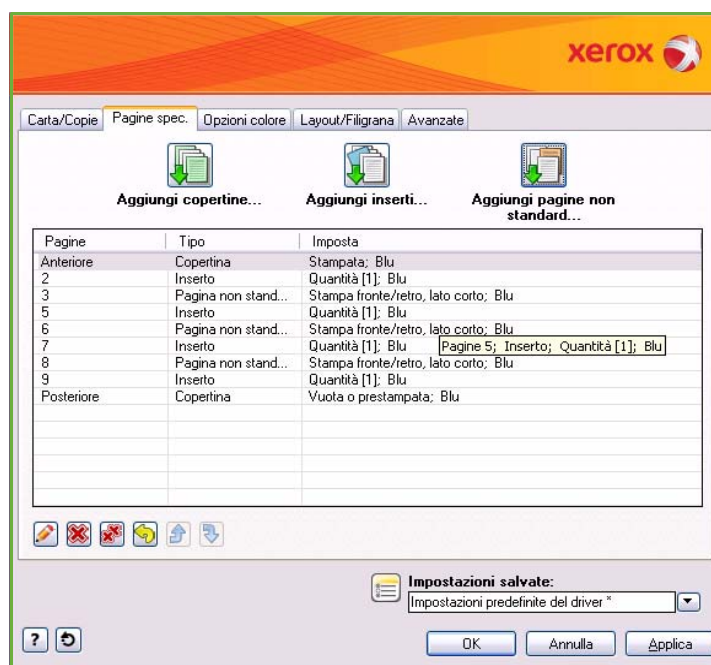 xerox
Carta/Copie Pagine spec. Opzioni colore Layout/Filigrana Avanzate
Aggiungi copertine... Aggiungi inserti... Aggiungi pagine non
standard...
Pagine Tipo Imposta
Anteriore Copertina Stampata; Blu
2 Inserto Quantità [1]; Blu
3 Pagina non stand... Stampa fronte/retro, lato corto; Blu
5 Inserto Quantità [1]; Blu
6 Pagina non stand... Stampa fronte/retro, lato corto; Blu
7 Inserto Quantità [1]; Blu Pagine 5; Inserto; Quantità [1]; Blu
8 Pagina non stand... Stampa fronte/retro, lato corto; Blu
9 Inserto Quantità [1]; Blu
Posteriore Copertina Vuota o prestampata; Blu
Impostazioni salvate:
Impostazioni predefinite del driver *
? OK Annulla Applica